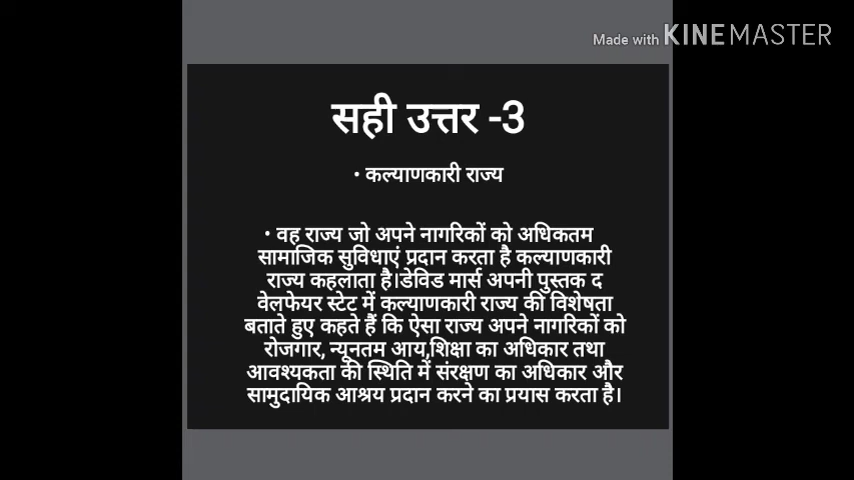 Made with KINEMASTER
सही उत्तर -3
• कल्याणकारी राज्य
• वह राज्य जो अपने नागरिकों को अधिकतम
सामाजिक सुविधाएं प्रदान करता है कल्याणकारी
राज्य कहलाता है।डेविड मार्स अपनी पुस्तक द
वेलफेयर स्टेट में कल्याणकारी राज्य की विशेषता
बताते हुए कहते हैं कि ऐसा राज्य अपने नागरिकों को
रोजगार, न्यूनतम आय,शिक्षा का अधिकार तथा
आवश्यकता की स्थिति में संरक्षण का अधिकार और
सामुदायिक आश्रय प्रदान करने का प्रयास करता है।